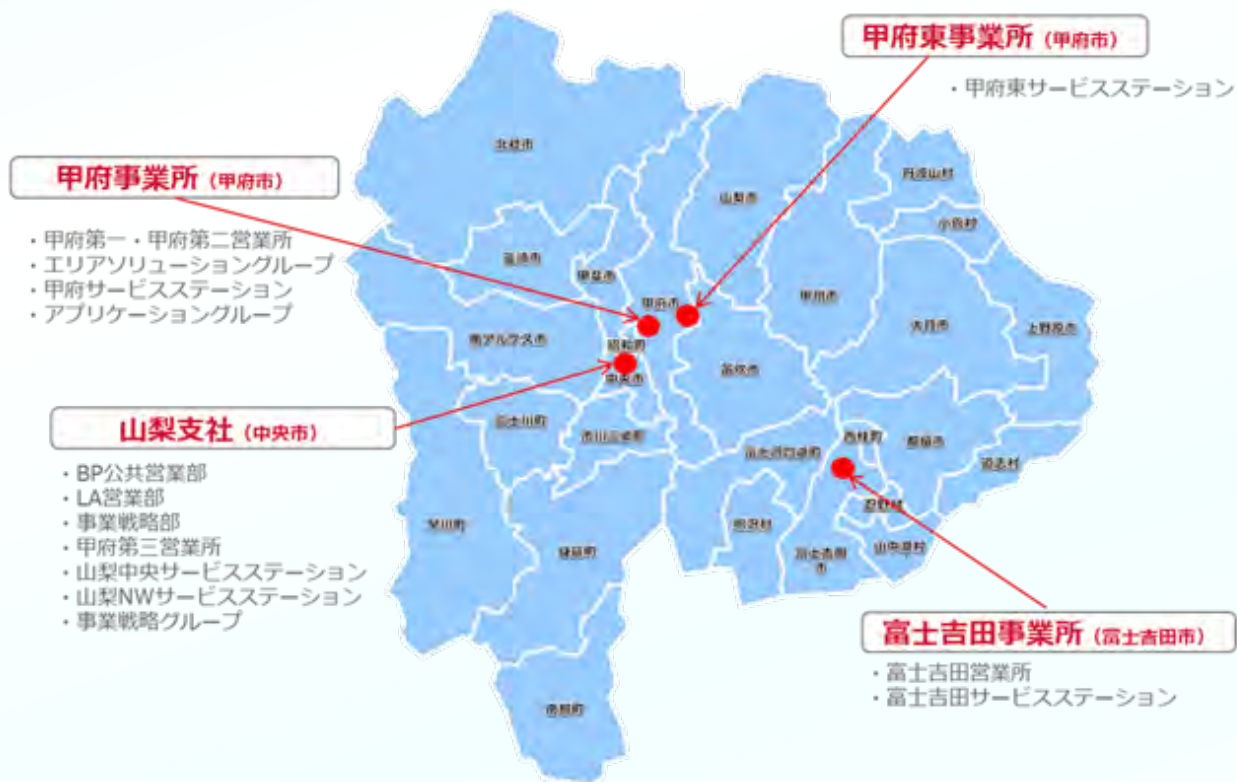 甲府東事業所（甲府市）
・甲府東サービスステーション
甲府事業所（甲府市）
・甲府第一・甲府第二営業所
・エリアソリューショングループ
・甲府サービスステーション
・アプリケーショングループ
山梨支社（中央市）
・BP公共営業部
・LA営業部
・事業戦略部
・甲府第三営業所
・山梨中央サービスステーション
・山梨NWサービスステーション
・事業戦略グループ
富士吉田事業所（富士吉田市）
・富士吉田営業所
・富士吉田サービスステーション
北杜市
山梨市
丹波山村
小菅村
韮崎市
甲斐市
甲府市
甲州市
大月市
上野原市
南アルプス市
昭和町
中央市
笛吹市
富士川町
市川三郷町
富士河口湖町
西桂町
都留市
道志村
早川町
身延町
鳴沢村
忍野村
山中湖村
富士吉田
市
南部町